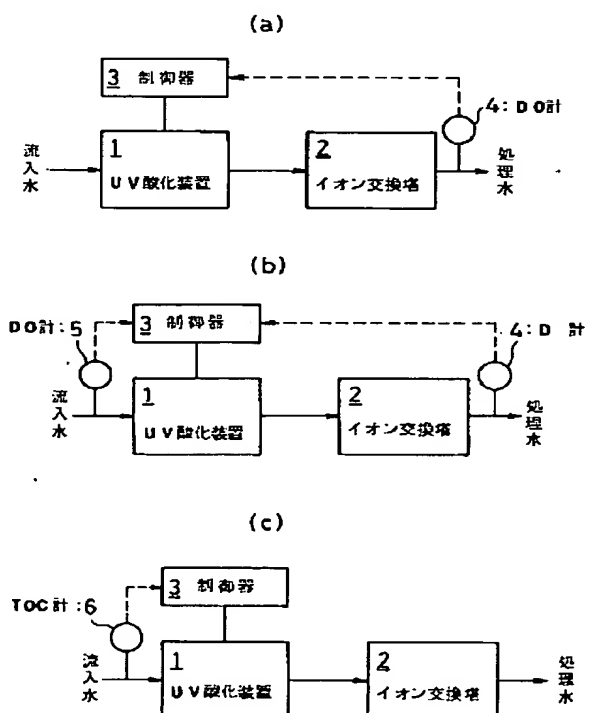 (a)
3 制御器
4:DO計
流入水
1
UV酸化装置
2
イオン交換塔
処理水
(b)
DO計:5
3 制御器
4:D 計
流入水
1
UV酸化装置
2
イオン交換塔
処理水
(c)
TOC計:6
3 制御器
流入水
1
UV酸化装置
2
イオン交換塔
処理水